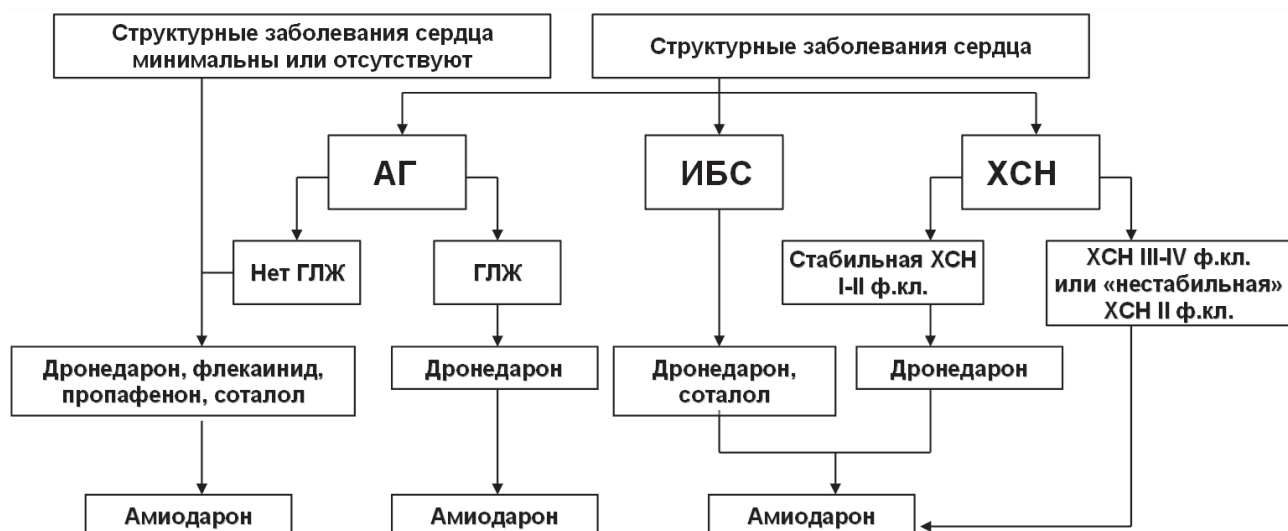 Структурные заболевания сердца
минимальны или отсутствуют
Структурные заболевания сердца
АГ
ИБС
ХСН
Нет ГЛЖ
ГЛЖ
Стабильная ХСН
I-II ф.кл.
ХСН III-IV ф.кл.
или «нестабильная»
ХСН II ф.кл.
Дронедарон, флекаинид,
пропафенон, соталол
Дронедарон
Дронедарон,
соталол
Дронедарон
Амиодарон
Амиодарон
Амиодарон